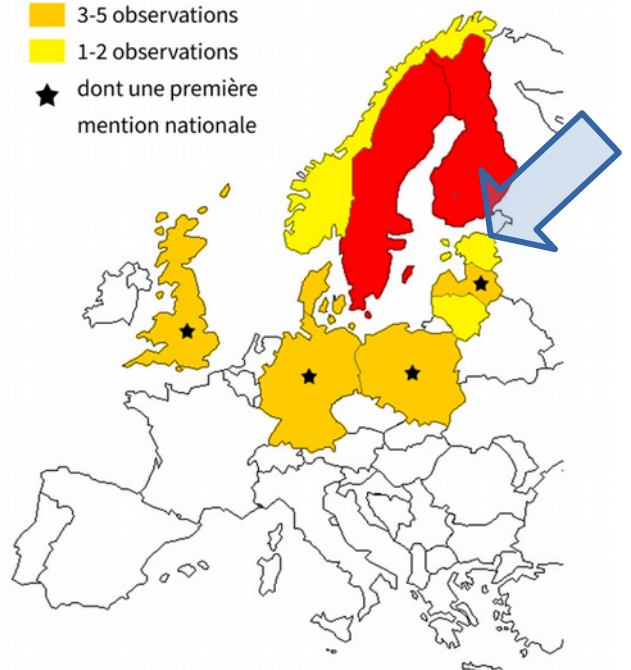 3-5 observations
1-2 observations
dont une première
mention nationale